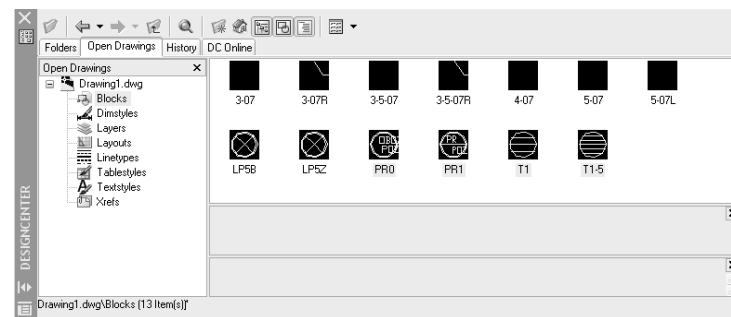 Folders Open Drawings History DC Online
Open Drawings
Drawing1.dwg
Blocks
Dimstyles
Layers
Layouts
Linetypes
Tablestyles
Textstyles
Xrefs
3-07 3-07R 3-5-07 3-5-07R 4-07 5-07 5-07L
LP5B LP5Z PR0 PR1 T1 T1-5
DESIGNCENTER
Drawing1.dwg\Blocks (13 Item(s))